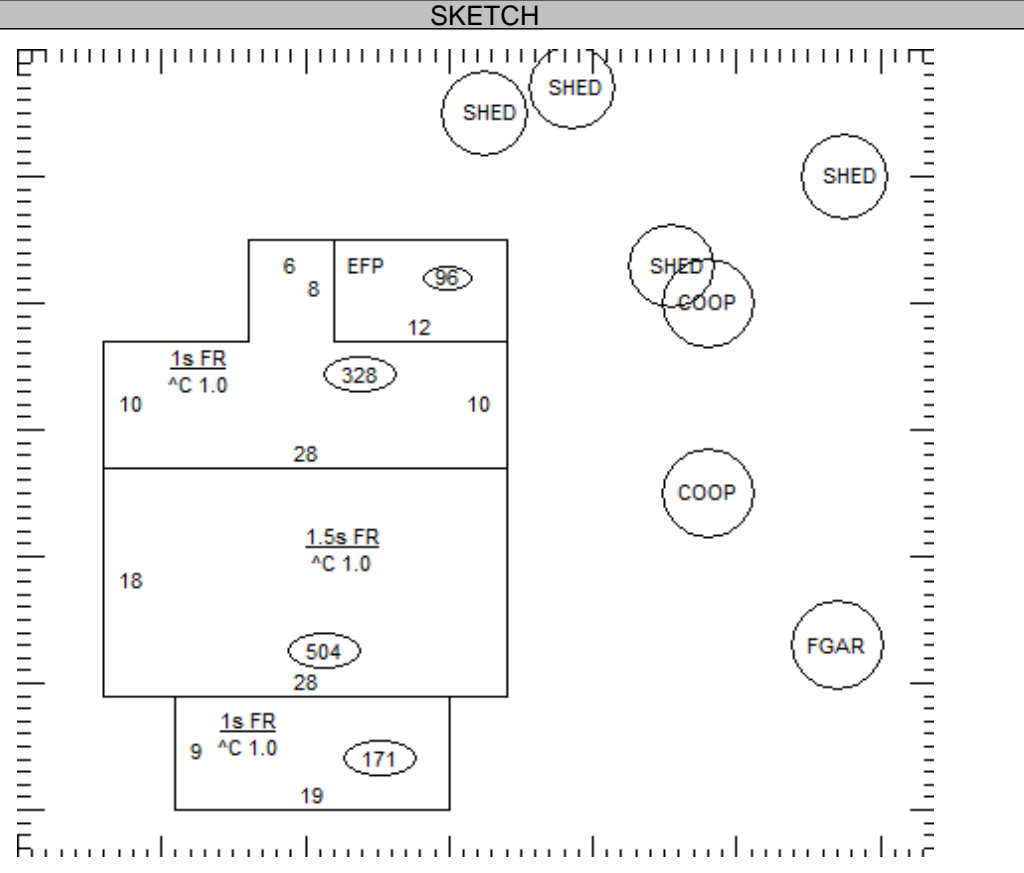 SKETCH
SHED
SHED
SHED
6
8
EFP
96
12
SHED
COOP
1s FR
^C 1.0
328
10
10
28
COOP
1.5s FR
^C 1.0
18
504
28
FGAR
1s FR
^C 1.0
9
171
19